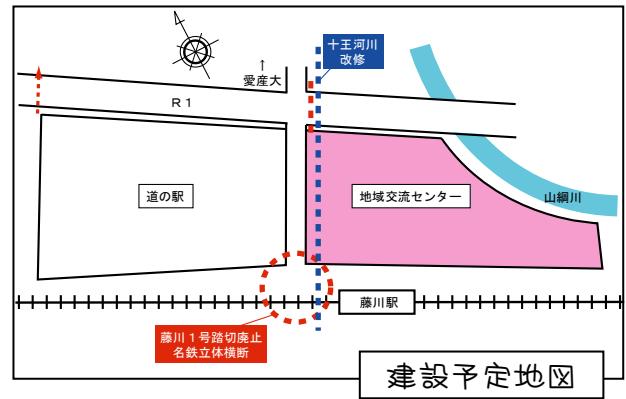 十王河川
改修
↑
愛産大
R1
道の駅
地域交流センター
山綱川
藤川駅
藤川1号踏切廃止
名鉄立体横断
建設予定地図